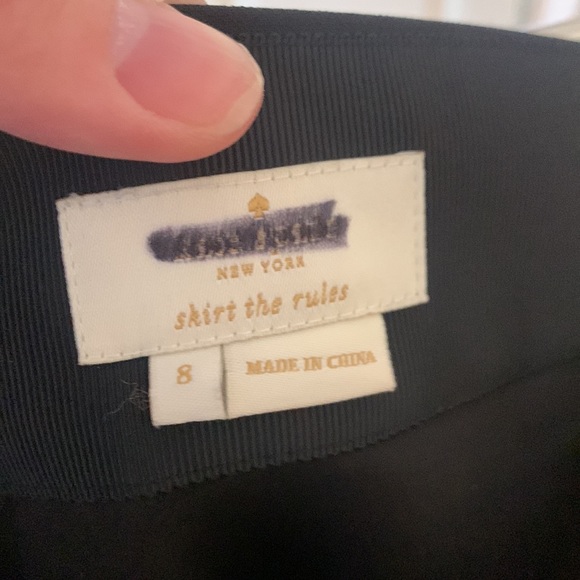 NEW YORK
skirt the rules
8
MADE IN CHINA